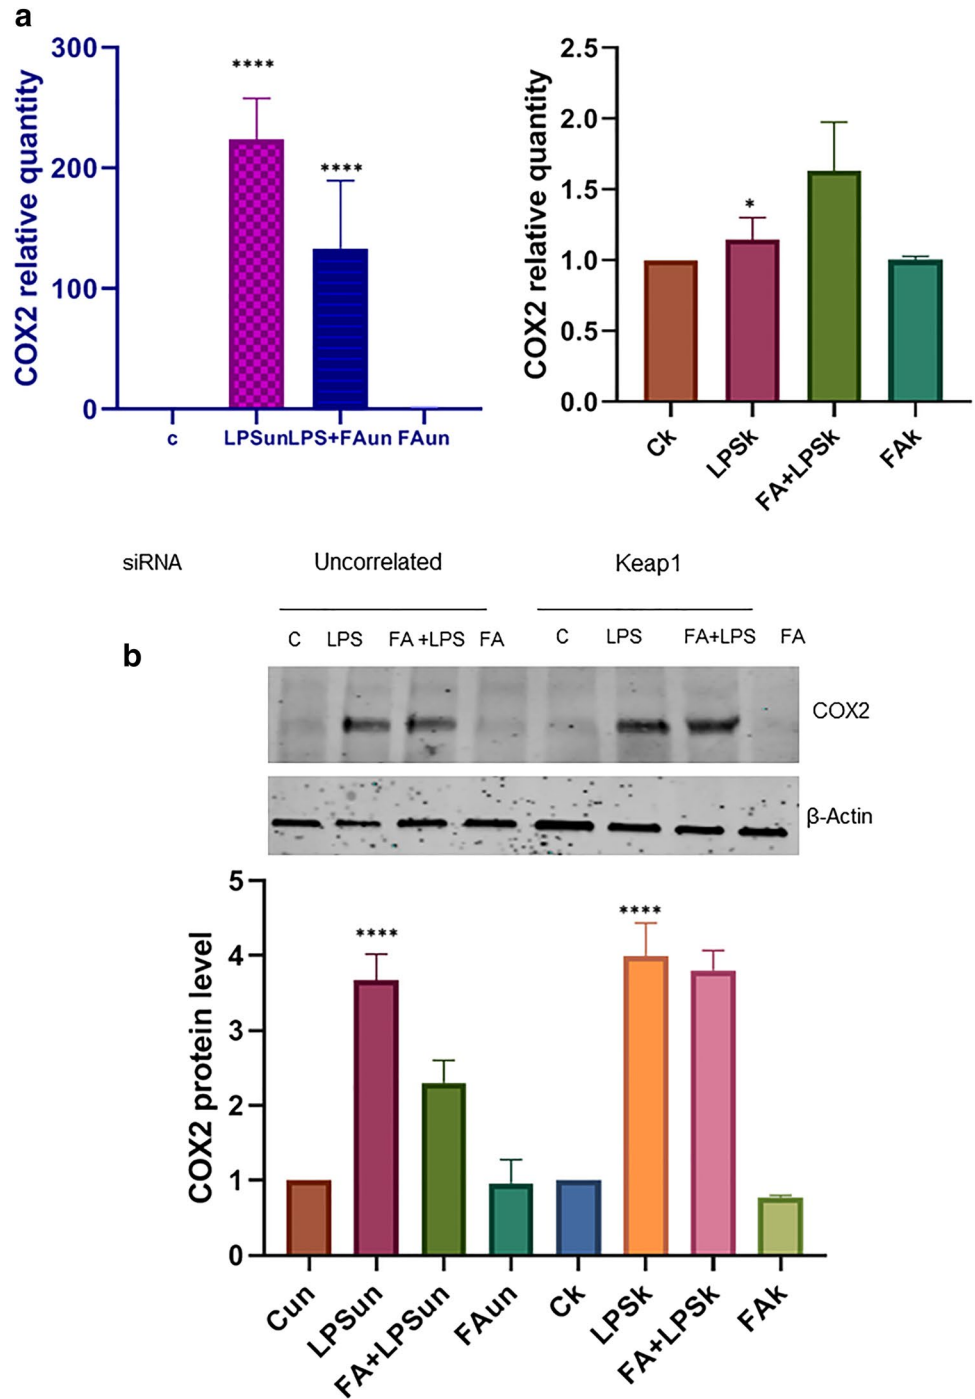 a
300
200
100
0
COX2 relative quantity
****
****
c LPSun LPS+FAun FAun
2.5
2.0
1.5
1.0
0.5
0.0
COX2 relative quantity
*
Ck LPSk FA+LPSk FAk
siRNA Uncorrelated Keap1
C LPS FA +LPS FA C LPS FA+LPS FA
b
COX2
β-Actin
5
4
3
2
1
0
COX2 protein level
****
****
Cun LPSun FA+LPSun FAun Ck LPSk FA+LPSk FAk